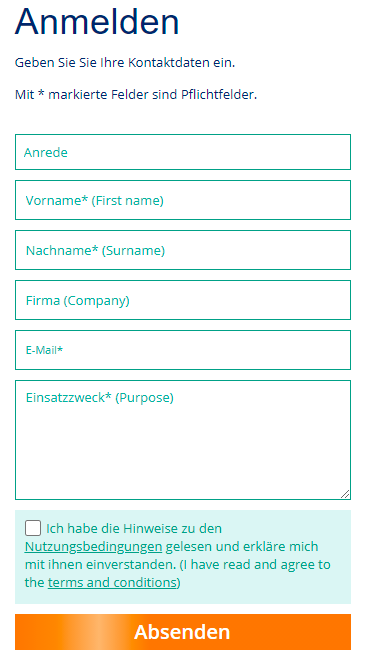 Anmelden
Geben Sie Sie Ihre Kontaktdaten ein.
Mit * markierte Felder sind Pflichtfelder.
Anrede
Vorname* (First name)
Nachname* (Surname)
Firma (Company)
E-Mail*
Einsatzzweck* (Purpose)
Ich habe die Hinweise zu den
Nutzungsbedingungen gelesen und erkläre mich
mit ihnen einverstanden. (I have read and agree to
the terms and conditions)
Absenden